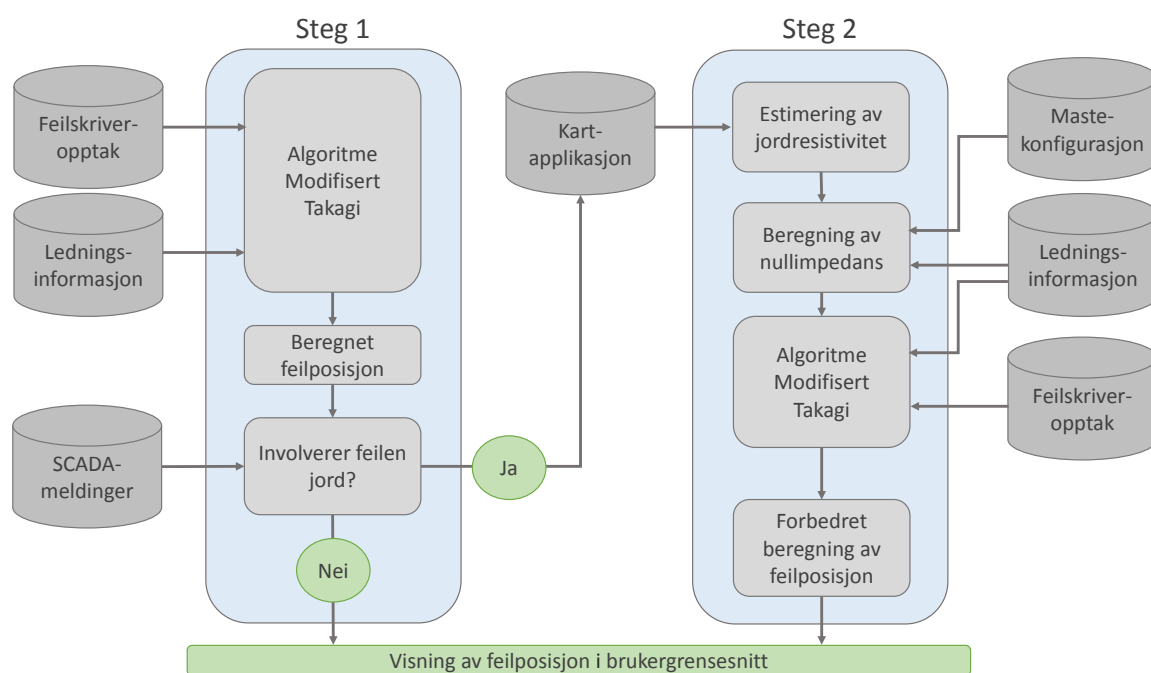 Steg 1
Feilskriver-
opptak
Lednings-
informasjon
SCADA-
meldinger
Algoritme
Modifisert
Takagi
Beregnet
feilposisjon
Involverer feilen
jord?
Ja
Nei
Steg 2
Kart-
applikasjon
Estimering av
jordresistivitet
Beregning av
nullimpedans
Algoritme
Modifisert
Takagi
Forbedret
beregning av
feilposisjon
Maste-
konfigurasjon
Lednings-
informasjon
Feilskriver-
opptak
Visning av feilposisjon i brukergrensesnitt